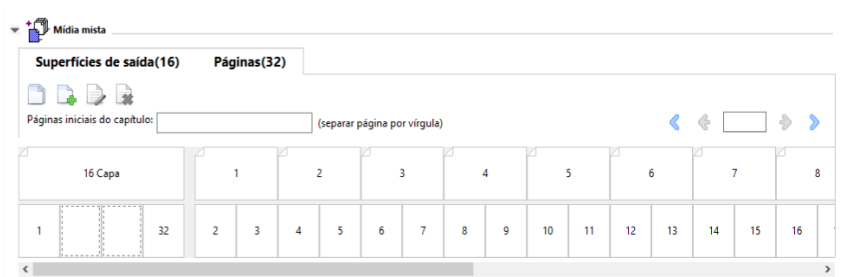 Mídia mista
Superfícies de saída(16) Páginas(32)
Páginas iniciais do capítulo: (separar página por vírgula)
16 Capa 1 2 3 4 5 6 7 8
1 32 2 3 4 5 6 7 8 9 10 11 12 13 14 15 16